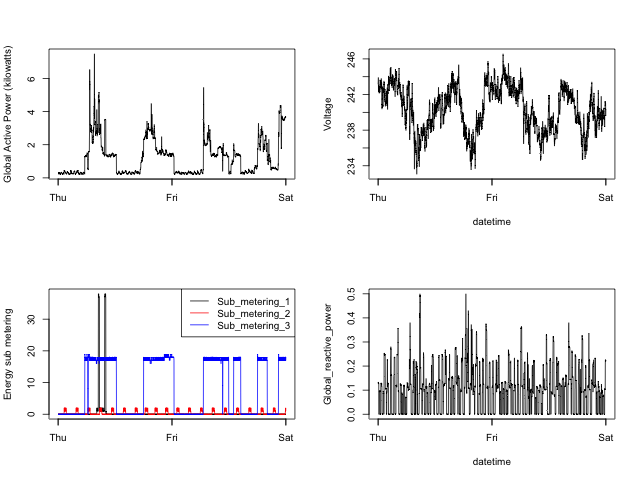 Global Active Power (kilowatts)
0 2 4 6
Thu Fri Sat
Voltage
234 238 242 246
Thu Fri Sat
datetime
Energy sub metering
0 10 20 30
Sub_metering_1
Sub_metering_2
Sub_metering_3
Thu Fri Sat
Global_reactive_power
0.0 0.1 0.2 0.3 0.4 0.5
Thu Fri Sat
datetime